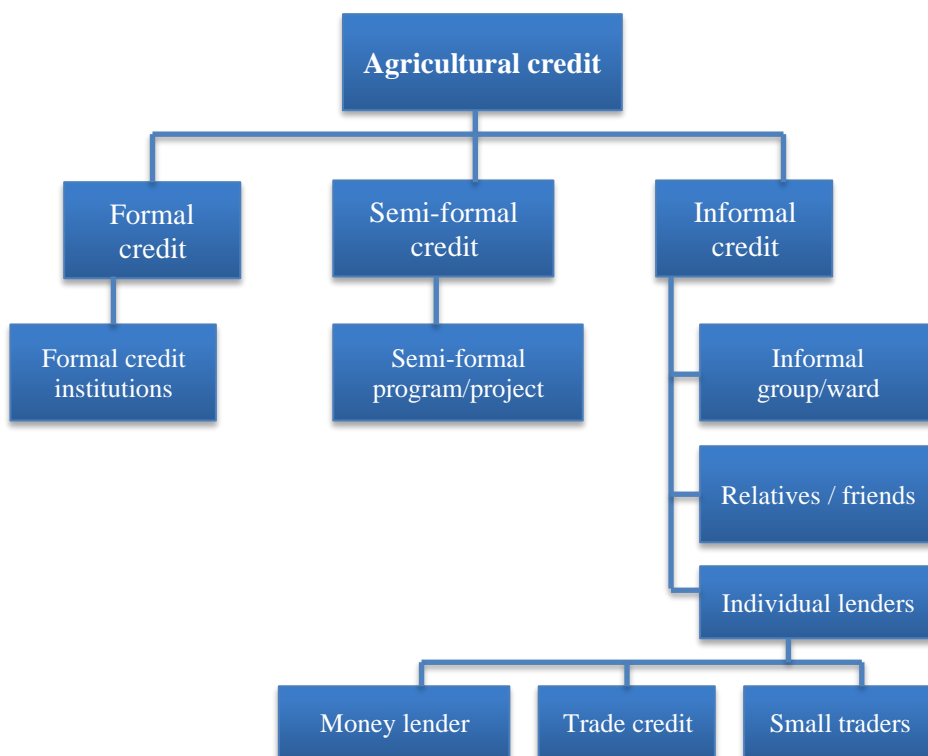 Agricultural credit
Formal
credit
Semi-formal
credit
Informal
credit
Formal credit
institutions
Semi-formal
program/project
Informal
group/ward
Relatives / friends
Individual lenders
Money lender
Trade credit
Small traders